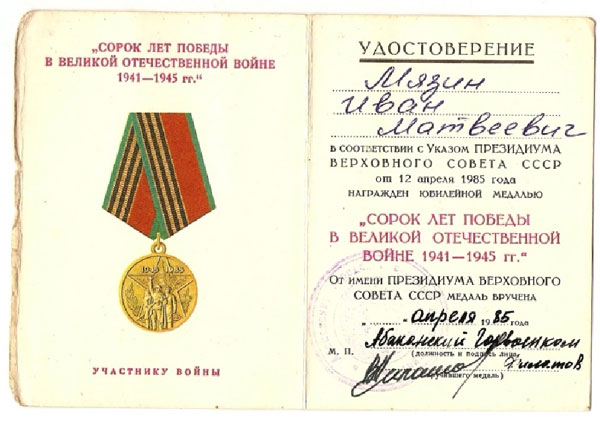 „СОРОК ЛЕТ ПОБЕДЫ
В ВЕЛИКОЙ ОТЕЧЕСТВЕННОЙ ВОЙНЕ
1941—1945 гг.“
1945 1985
УЧАСТНИКУ ВОЙНЫ
УДОСТОВЕРЕНИЕ
Мязин
Иван
Матвеевич
В СООТВЕТСТВИИ С УКАЗОМ ПРЕЗИДИУМА
ВЕРХОВНОГО СОВЕТА СССР
от 12 апреля 1985 года
НАГРАЖДЕН ЮБИЛЕЙНОЙ МЕДАЛЬЮ
„СОРОК ЛЕТ ПОБЕДЫ
В ВЕЛИКОЙ ОТЕЧЕСТВЕННОЙ
ВОЙНЕ 1941—1945 гг.“
От имени ПРЕЗИДИУМА ВЕРХОВНОГО
СОВЕТА СССР МЕДАЛЬ ВРУЧЕНА
„ апреля 1985 года
Абаканский Горвоенком
М. П. (должность и подпись лица,
Филатов
вручившего медаль)